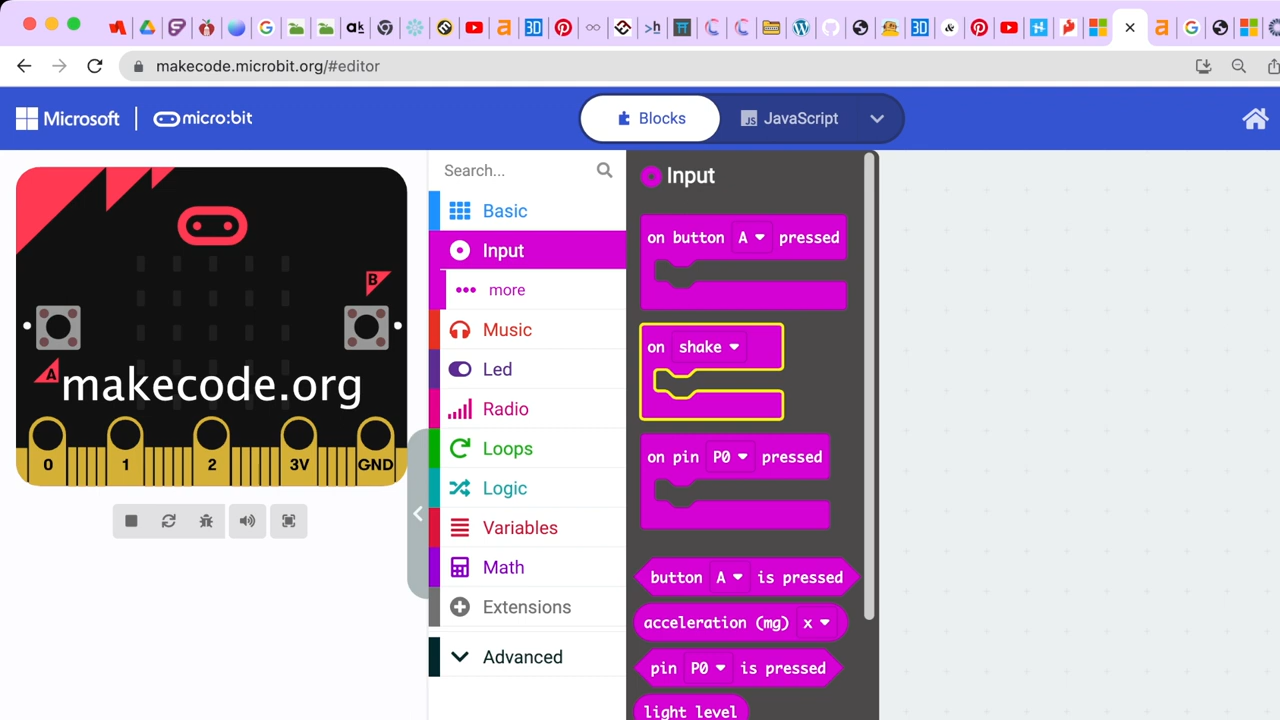 makecode.microbit.org/#editor
Microsoft micro:bit
Blocks
JS JavaScript
B
A
makecode.org
0 1 2 3V GND
Search...
Basic
Input
more
Music
Led
Radio
Loops
Logic
Variables
Math
Extensions
Advanced
Input
on button A pressed
on shake
on pin P0 pressed
button A is pressed
acceleration (mg) x
pin P0 is pressed
light level